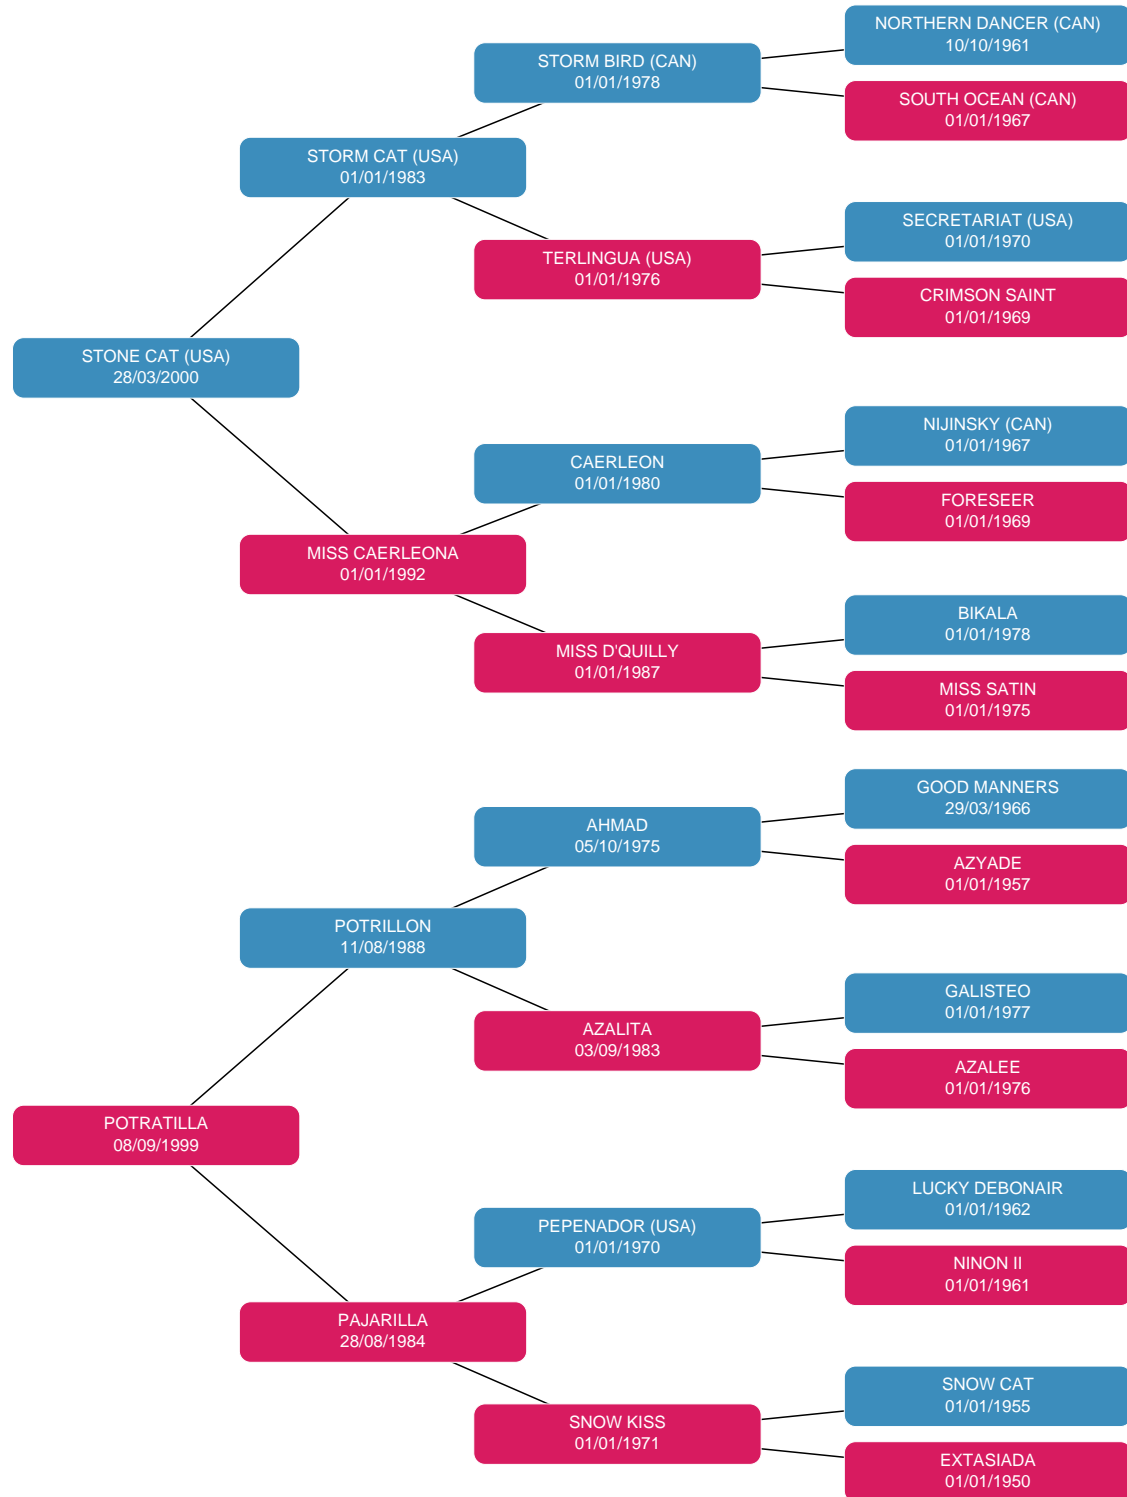 NORTHERN DANCER (CAN)
10/10/1961
STORM BIRD (CAN)
01/01/1978
SOUTH OCEAN (CAN)
01/01/1967
STORM CAT (USA)
01/01/1983
SECRETARIAT (USA)
01/01/1970
TERLINGUA (USA)
01/01/1976
CRIMSON SAINT
01/01/1969
STONE CAT (USA)
28/03/2000
NIJINSKY (CAN)
01/01/1967
CAERLEON
01/01/1980
FORESEER
01/01/1969
MISS CAERLEONA
01/01/1992
BIKALA
01/01/1978
MISS D'QUILLY
01/01/1987
MISS SATIN
01/01/1975
GOOD MANNERS
29/03/1966
AHMAD
05/10/1975
AZYADE
01/01/1957
POTRILLON
11/08/1988
GALISTEO
01/01/1977
AZALITA
03/09/1983
AZALEE
01/01/1976
POTRATILLA
08/09/1999
LUCKY DEBONAIR
01/01/1962
PEPENADOR (USA)
01/01/1970
NINON II
01/01/1961
PAJARILLA
28/08/1984
SNOW CAT
01/01/1955
SNOW KISS
01/01/1971
EXTASIADA
01/01/1950